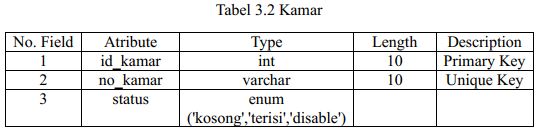 Tabel 3.2 Kamar
No. Field Atribute Type Length Description
1 id_kamar int 10 Primary Key
2 no_kamar varchar 10 Unique Key
3 status enum
('kosong','terisi','disable')